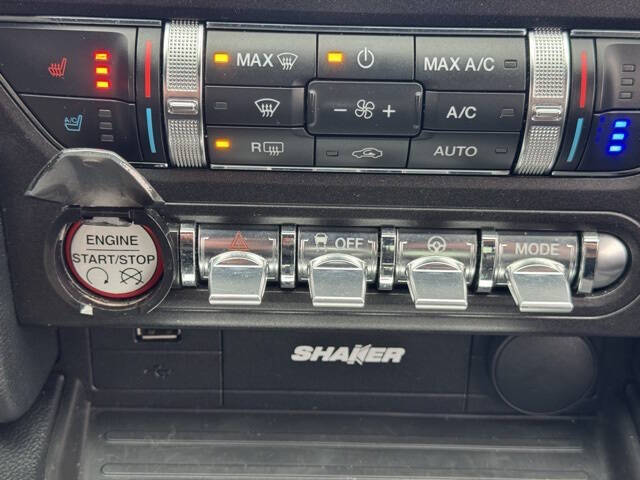 MAX
MAX A/C
A/C
A/C
R
AUTO
ENGINE
START/STOP
OFF
MODE
SHAKER